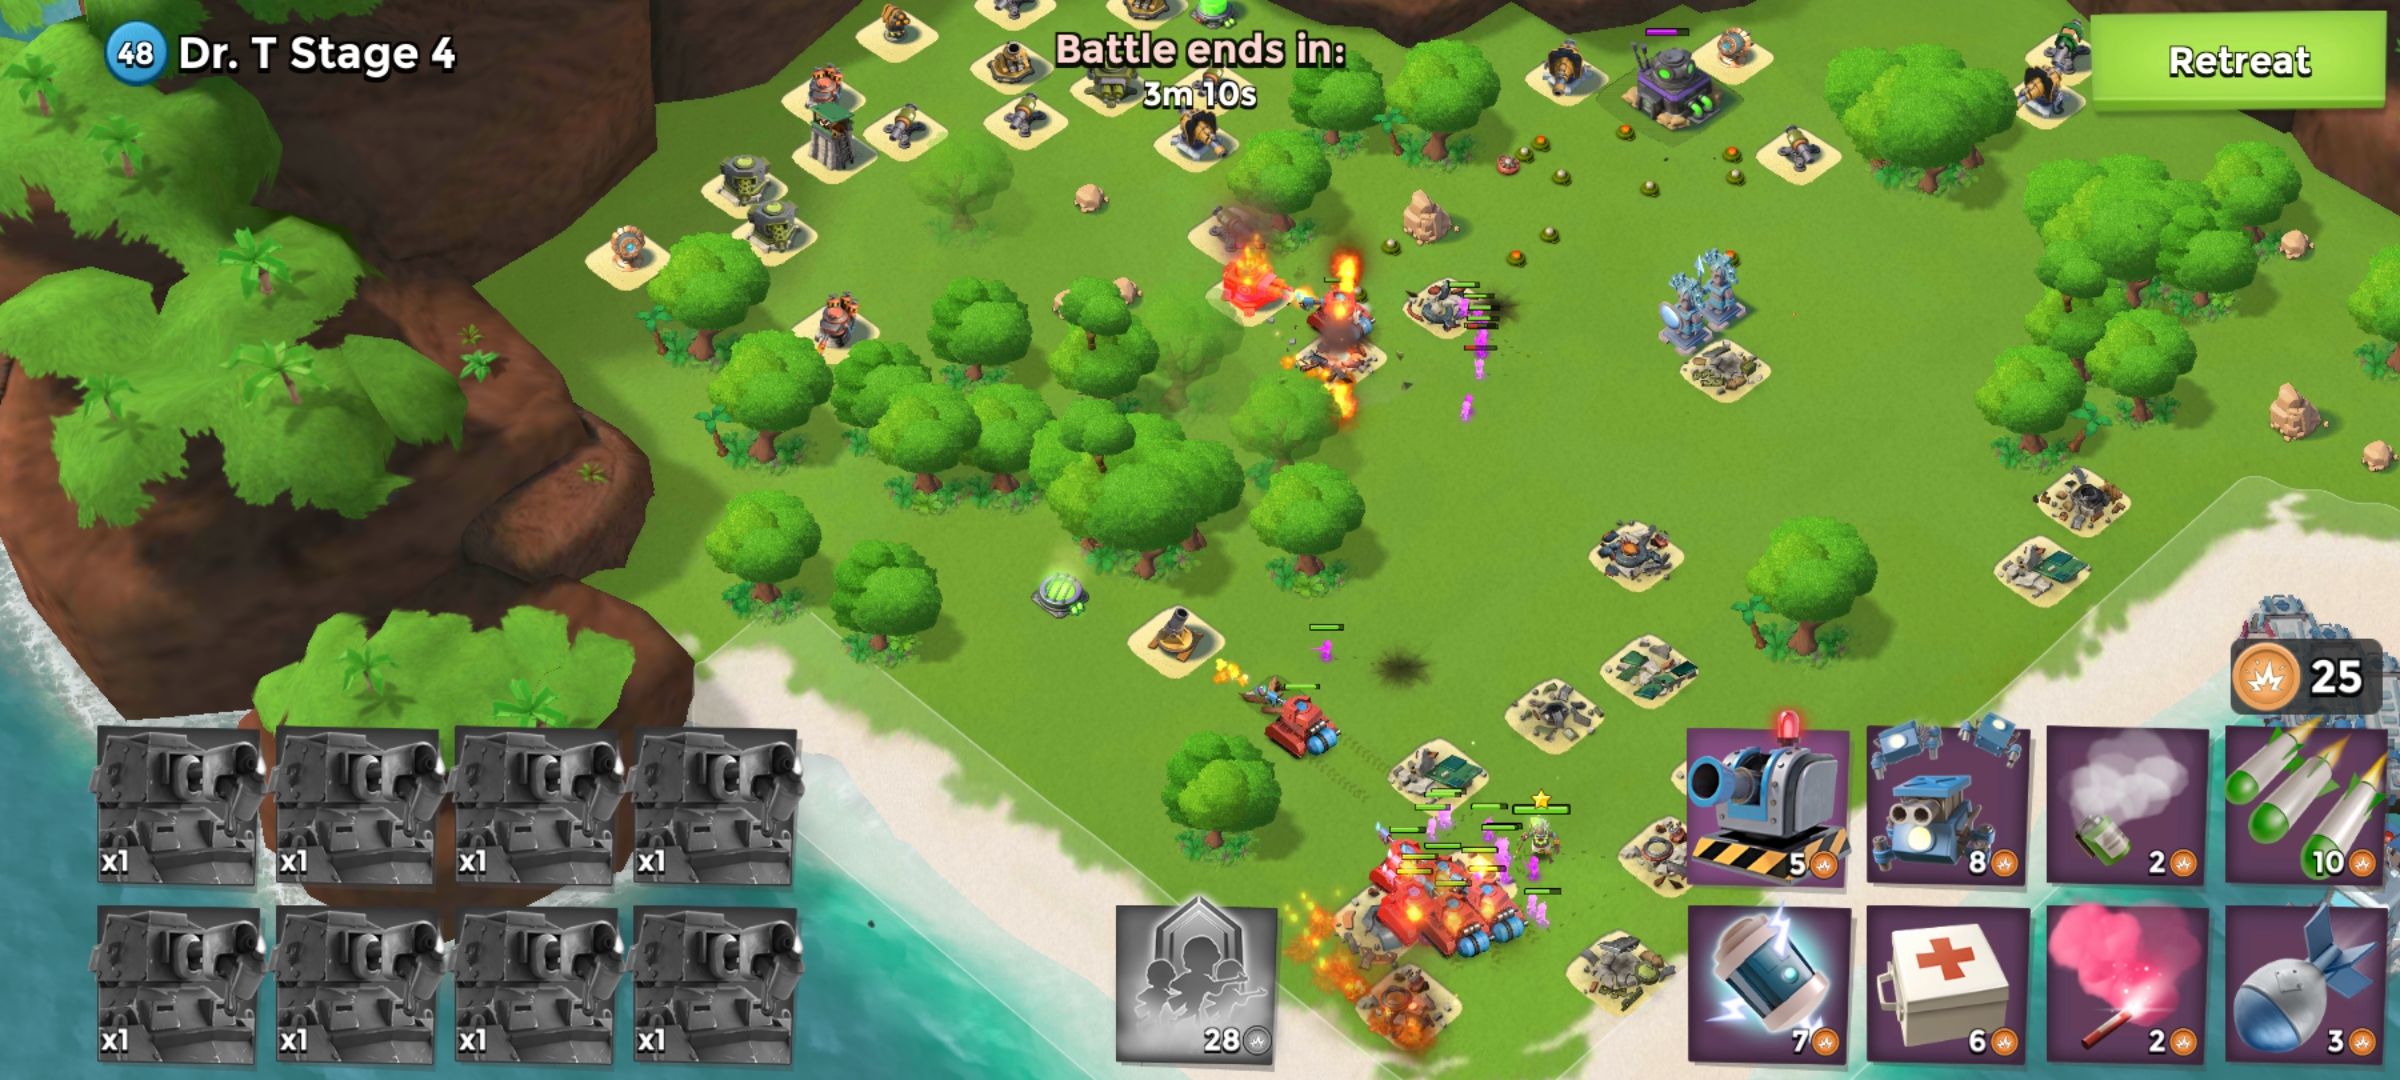 48 Dr. T Stage 4
Battle ends in:
3m 10s
Retreat
25
x1 x1 x1 x1
5 8 2 10
x1 x1 x1 x1
28
7 6 2 3